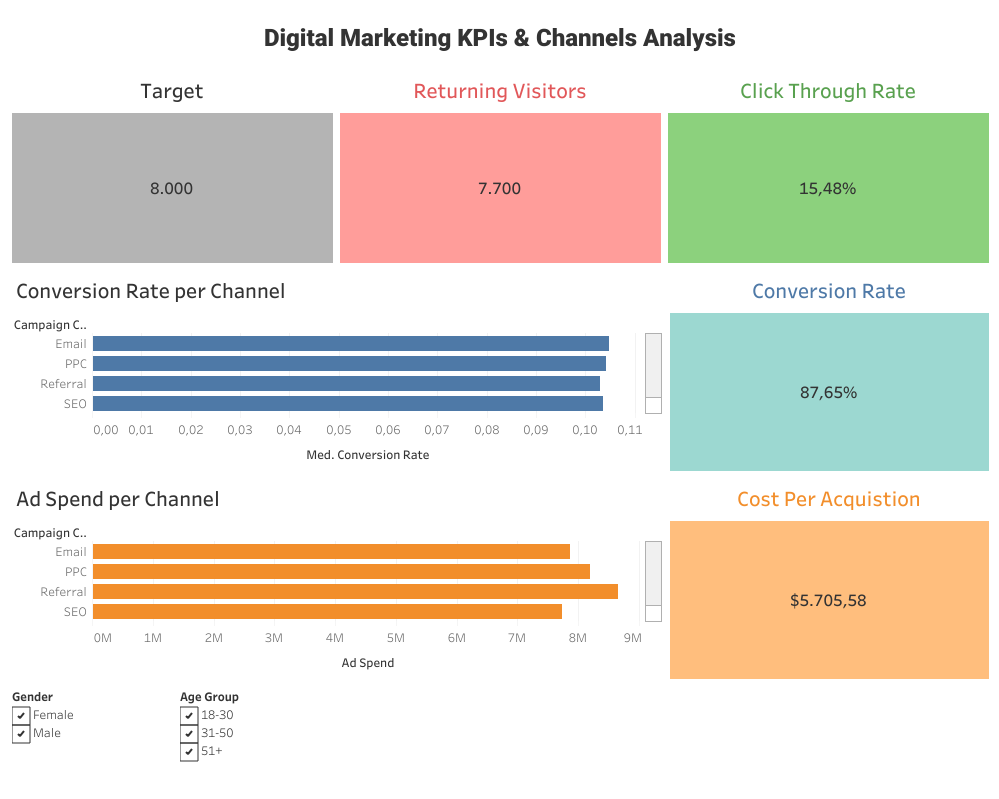 Digital Marketing KPIs & Channels Analysis
Target
Returning Visitors
Click Through Rate
8.000
7.700
15,48%
Conversion Rate per Channel
Conversion Rate
Campaign C..
Email
PPC
Referral
SEO
0,00 0,01 0,02 0,03 0,04 0,05 0,06 0,07 0,08 0,09 0,10 0,11
Med. Conversion Rate
87,65%
Ad Spend per Channel
Cost Per Acquistion
Campaign C..
Email
PPC
Referral
SEO
0M 1M 2M 3M 4M 5M 6M 7M 8M 9M
Ad Spend
$5.705,58
Gender
Female
Male
Age Group
18-30
31-50
51+